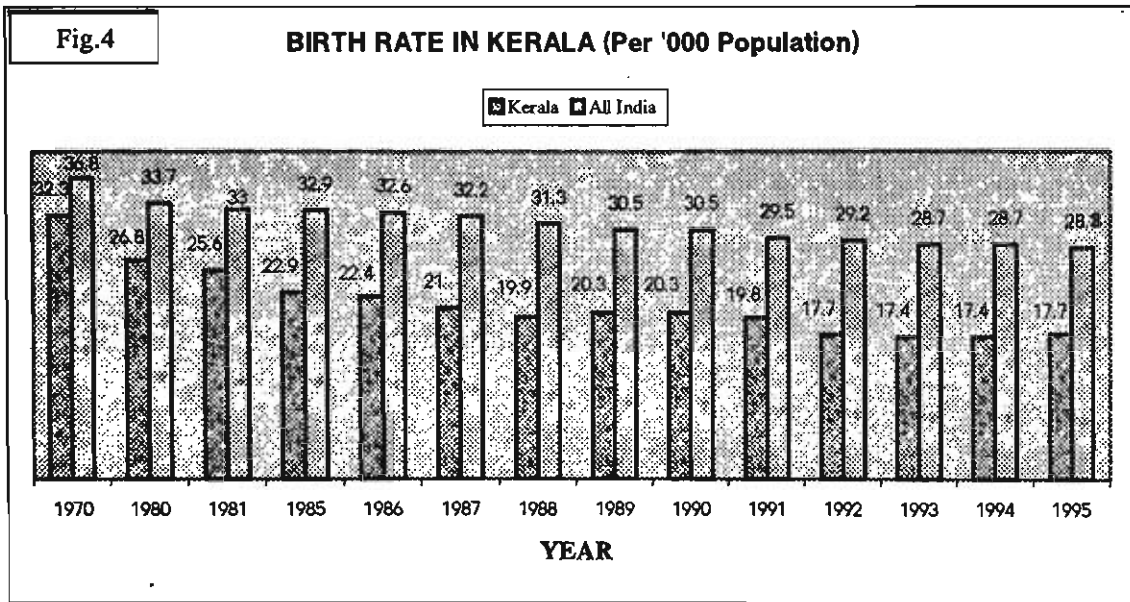 Fig.4
BIRTH RATE IN KERALA (Per '000 Population)
Kerala All India
32.3 36.8 26.8 33.7 25.6 33 22.9 32.9 22.4 32.6 21 32.2 19.9 31.3 20.3 30.5 20.3 30.5 19.8 29.5 17.7 29.2 17.4 28.7 17.4 28.7 17.7
1970 1980 1981 1985 1986 1987 1988 1989 1990 1991 1992 1993 1994 1995
YEAR